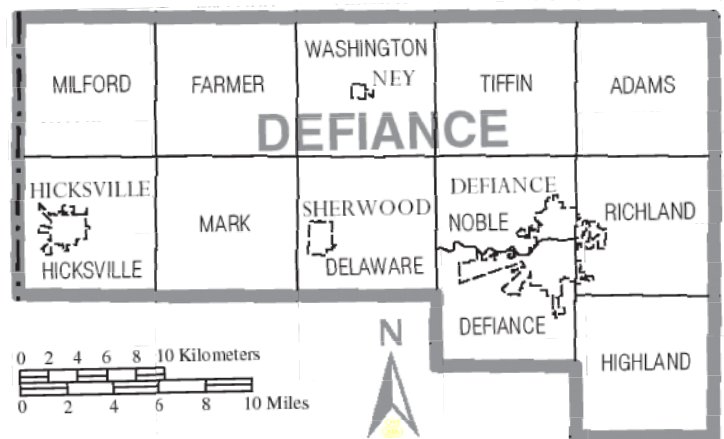 WASHINGTON
MILFORD FARMER NEY TIFFIN ADAMS
DEFIANCE
HICKSVILLE SHERWOOD DEFIANCE
MARK NOBLE RICHLAND
HICKSVILLE DELAWARE
DEFIANCE
HIGHLAND
N
0 2 4 6 8 10 Kilometers
0 2 4 6 8 10 Miles